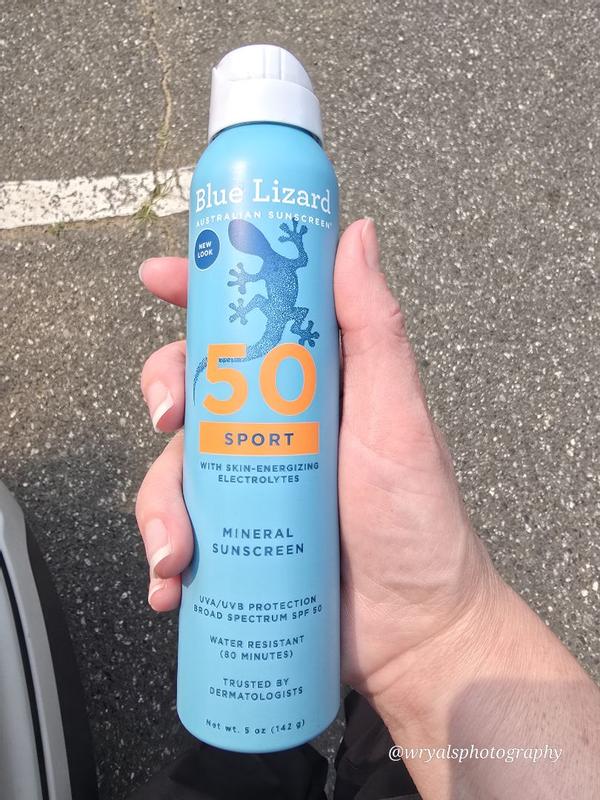 Blue Lizard
AUSTRALIAN SUNSCREEN
NEW
LOOK
50
SPORT
WITH SKIN-ENERGIZING
ELECTROLYTES
MINERAL
SUNSCREEN
UVA/UVB PROTECTION
BROAD SPECTRUM SPF 50
WATER RESISTANT
(80 MINUTES)
TRUSTED BY
DERMATOLOGISTS
Net wt. 5 oz (142 g)
@wryalsphotography